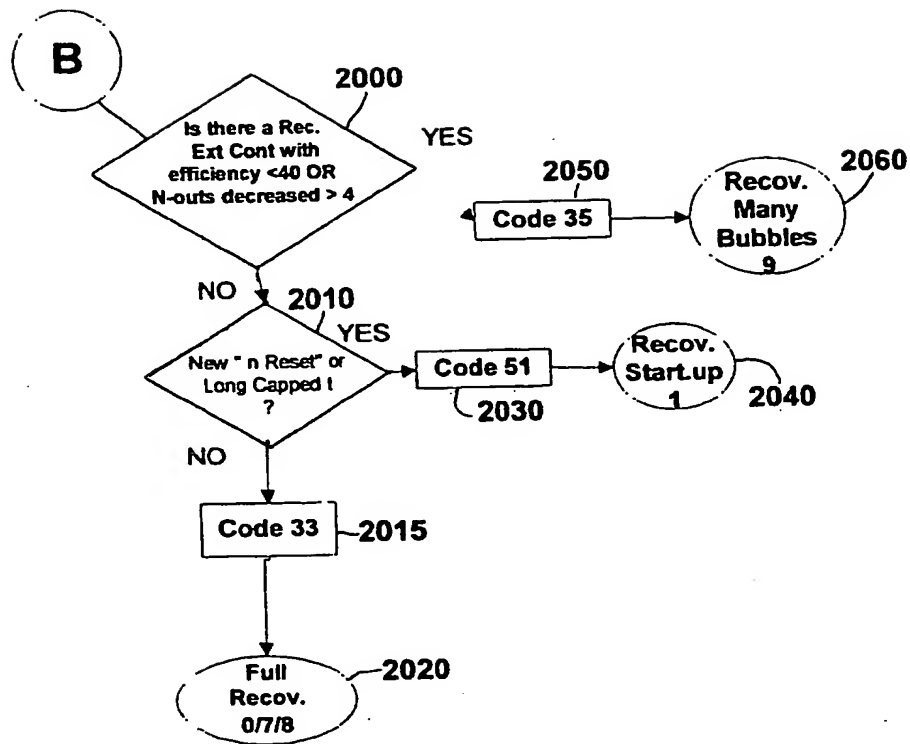 B
2000
Is there a Rec.
Ext Cont with
efficiency <40 OR
N-outs decreased > 4
YES
2050
Code 35
2060
Recov.
Many
Bubbles
9
NO
2010
YES
New " n Reset" or
Long Capped t
?
Code 51
2030
Recov.
Start.up
1
2040
NO
Code 33
2015
Full
Recov.
0/7/8
2020